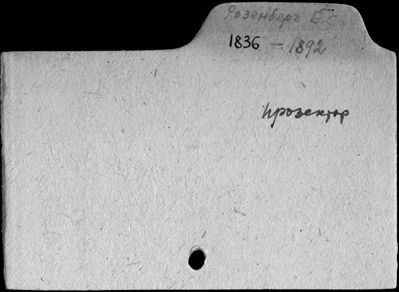 Розенберг Б. С.
1836 – 1892
прозектор